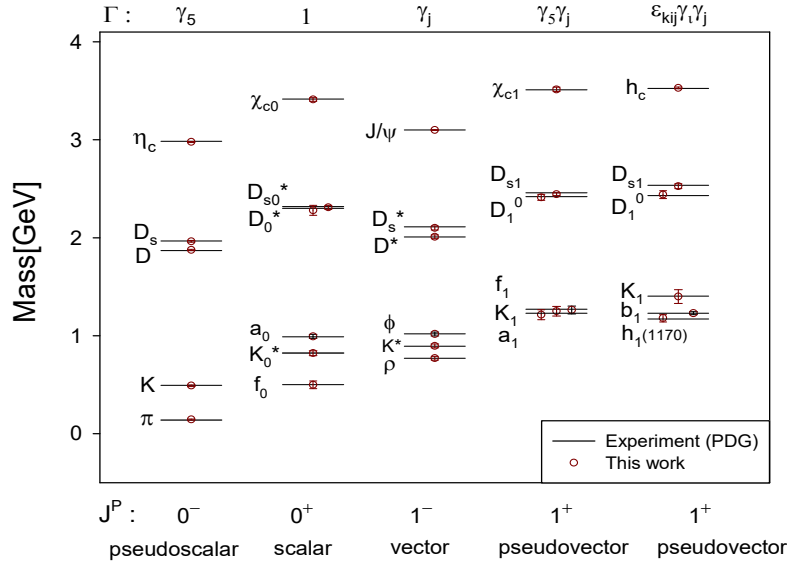 Γ : γ5 1 γj γ5γj εkijγιγj
4
χc0 χc1 hc
3
ηc J/ψ
Ds0* Ds1 Ds1
D0* D1⁰ D1⁰
Ds Ds*
2
D D*
f1
K1 K1
a0 ϕ b1
1
K0* K* a1 h1(1170)
K f0 ρ
π
0
Mass[GeV]
Experiment (PDG)
This work
Jᴾ : 0⁻ 0⁺ 1⁻ 1⁺ 1⁺
pseudoscalar scalar vector pseudovector pseudovector